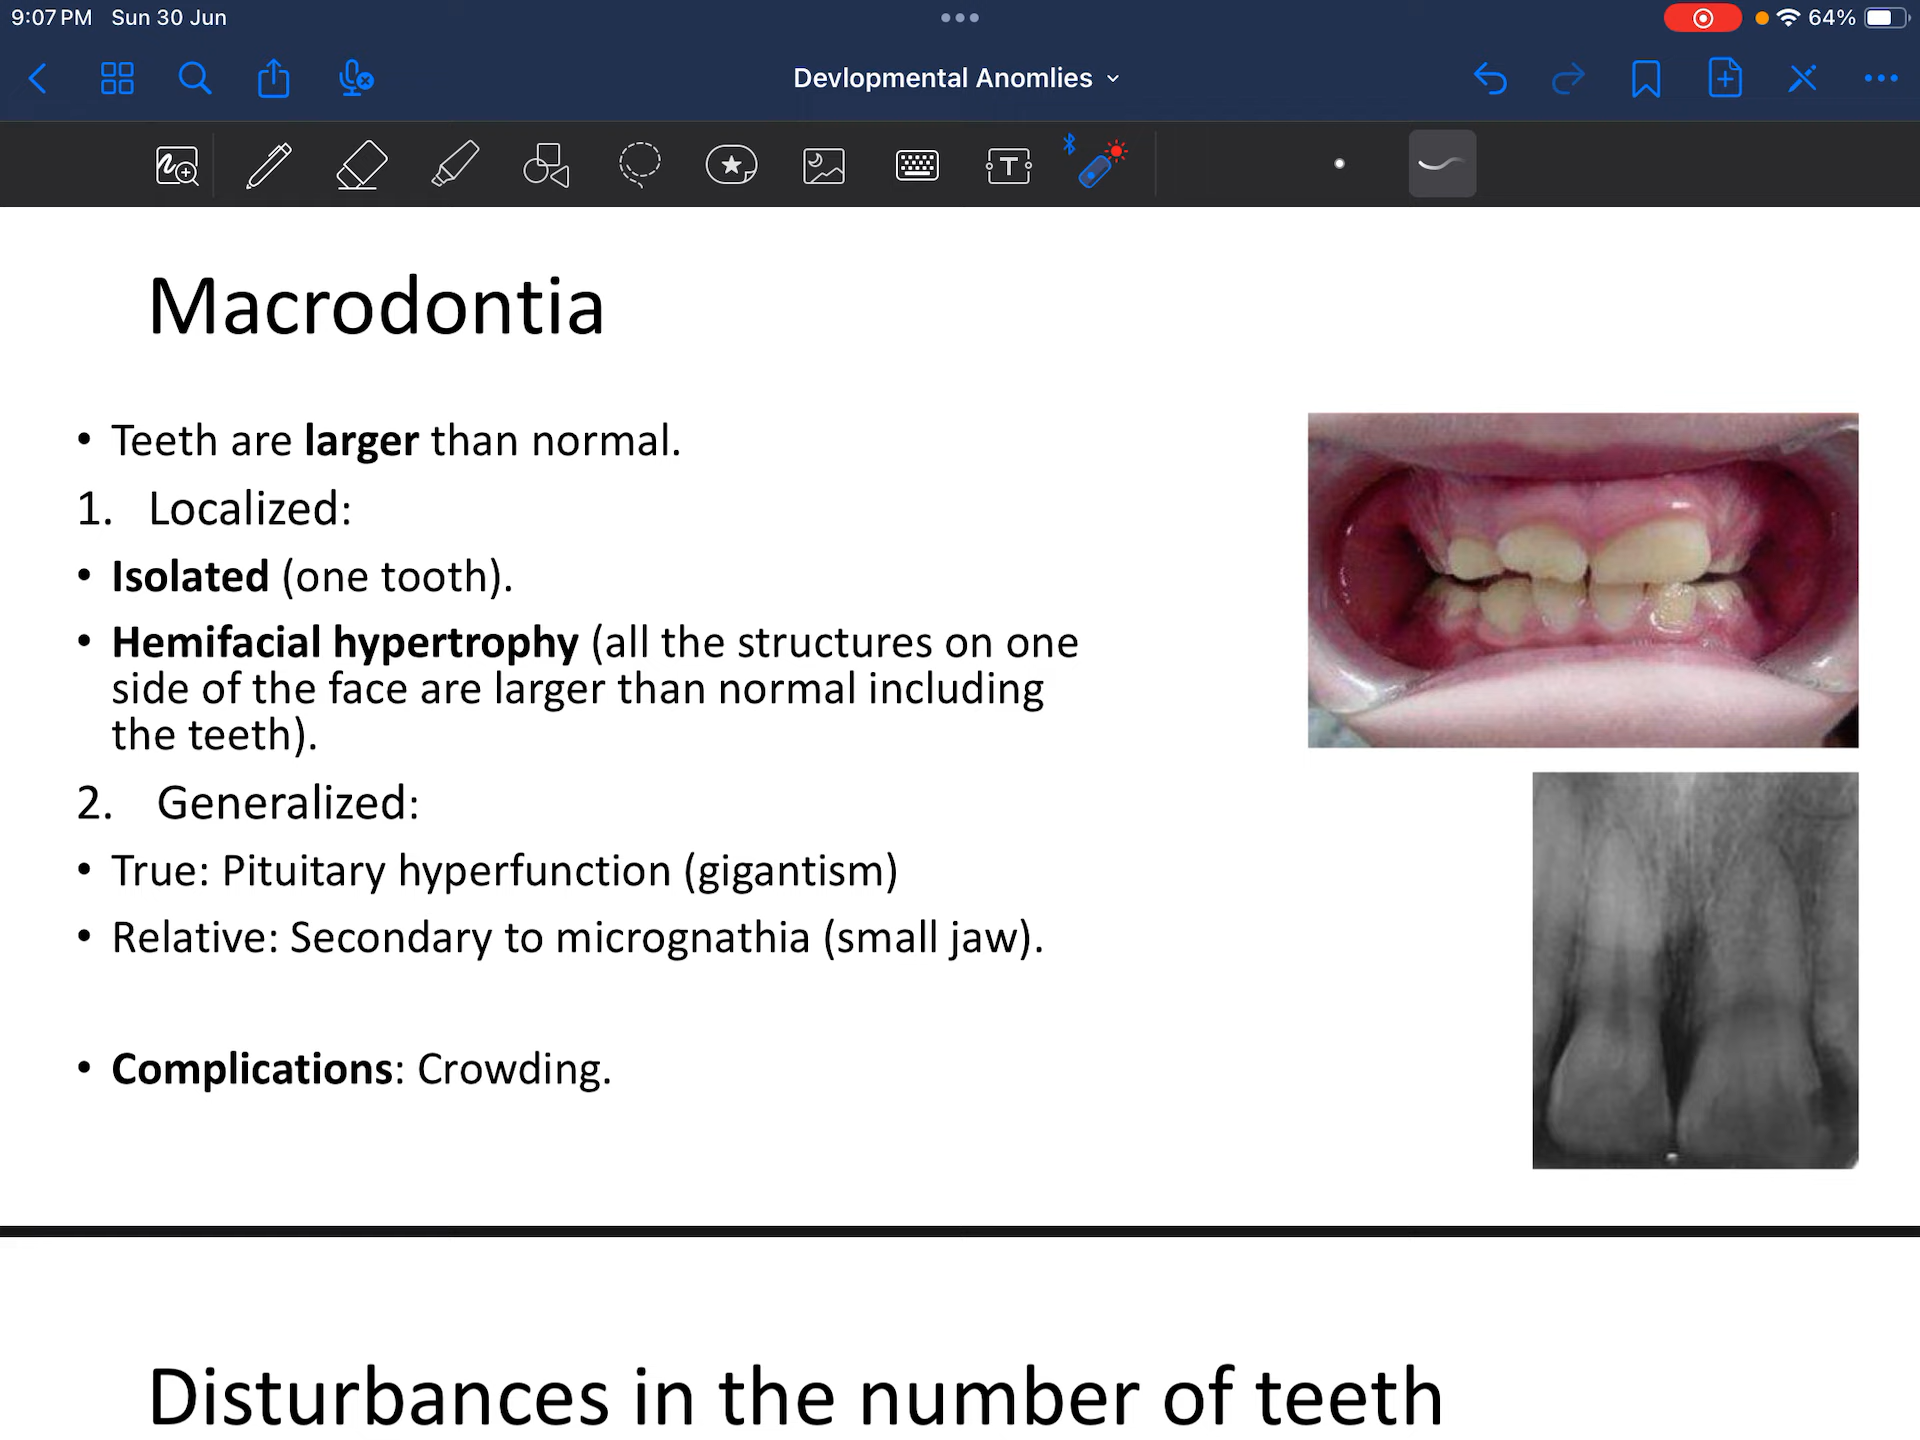 9:07 PM Sun 30 Jun
64%
Devlopmental Anomlies
T
Macrodontia
• Teeth are larger than normal.
1. Localized:
• Isolated (one tooth).
• Hemifacial hypertrophy (all the structures on one
side of the face are larger than normal including
the teeth).
2. Generalized:
• True: Pituitary hyperfunction (gigantism)
• Relative: Secondary to micrognathia (small jaw).
• Complications: Crowding.
Disturbances in the number of teeth